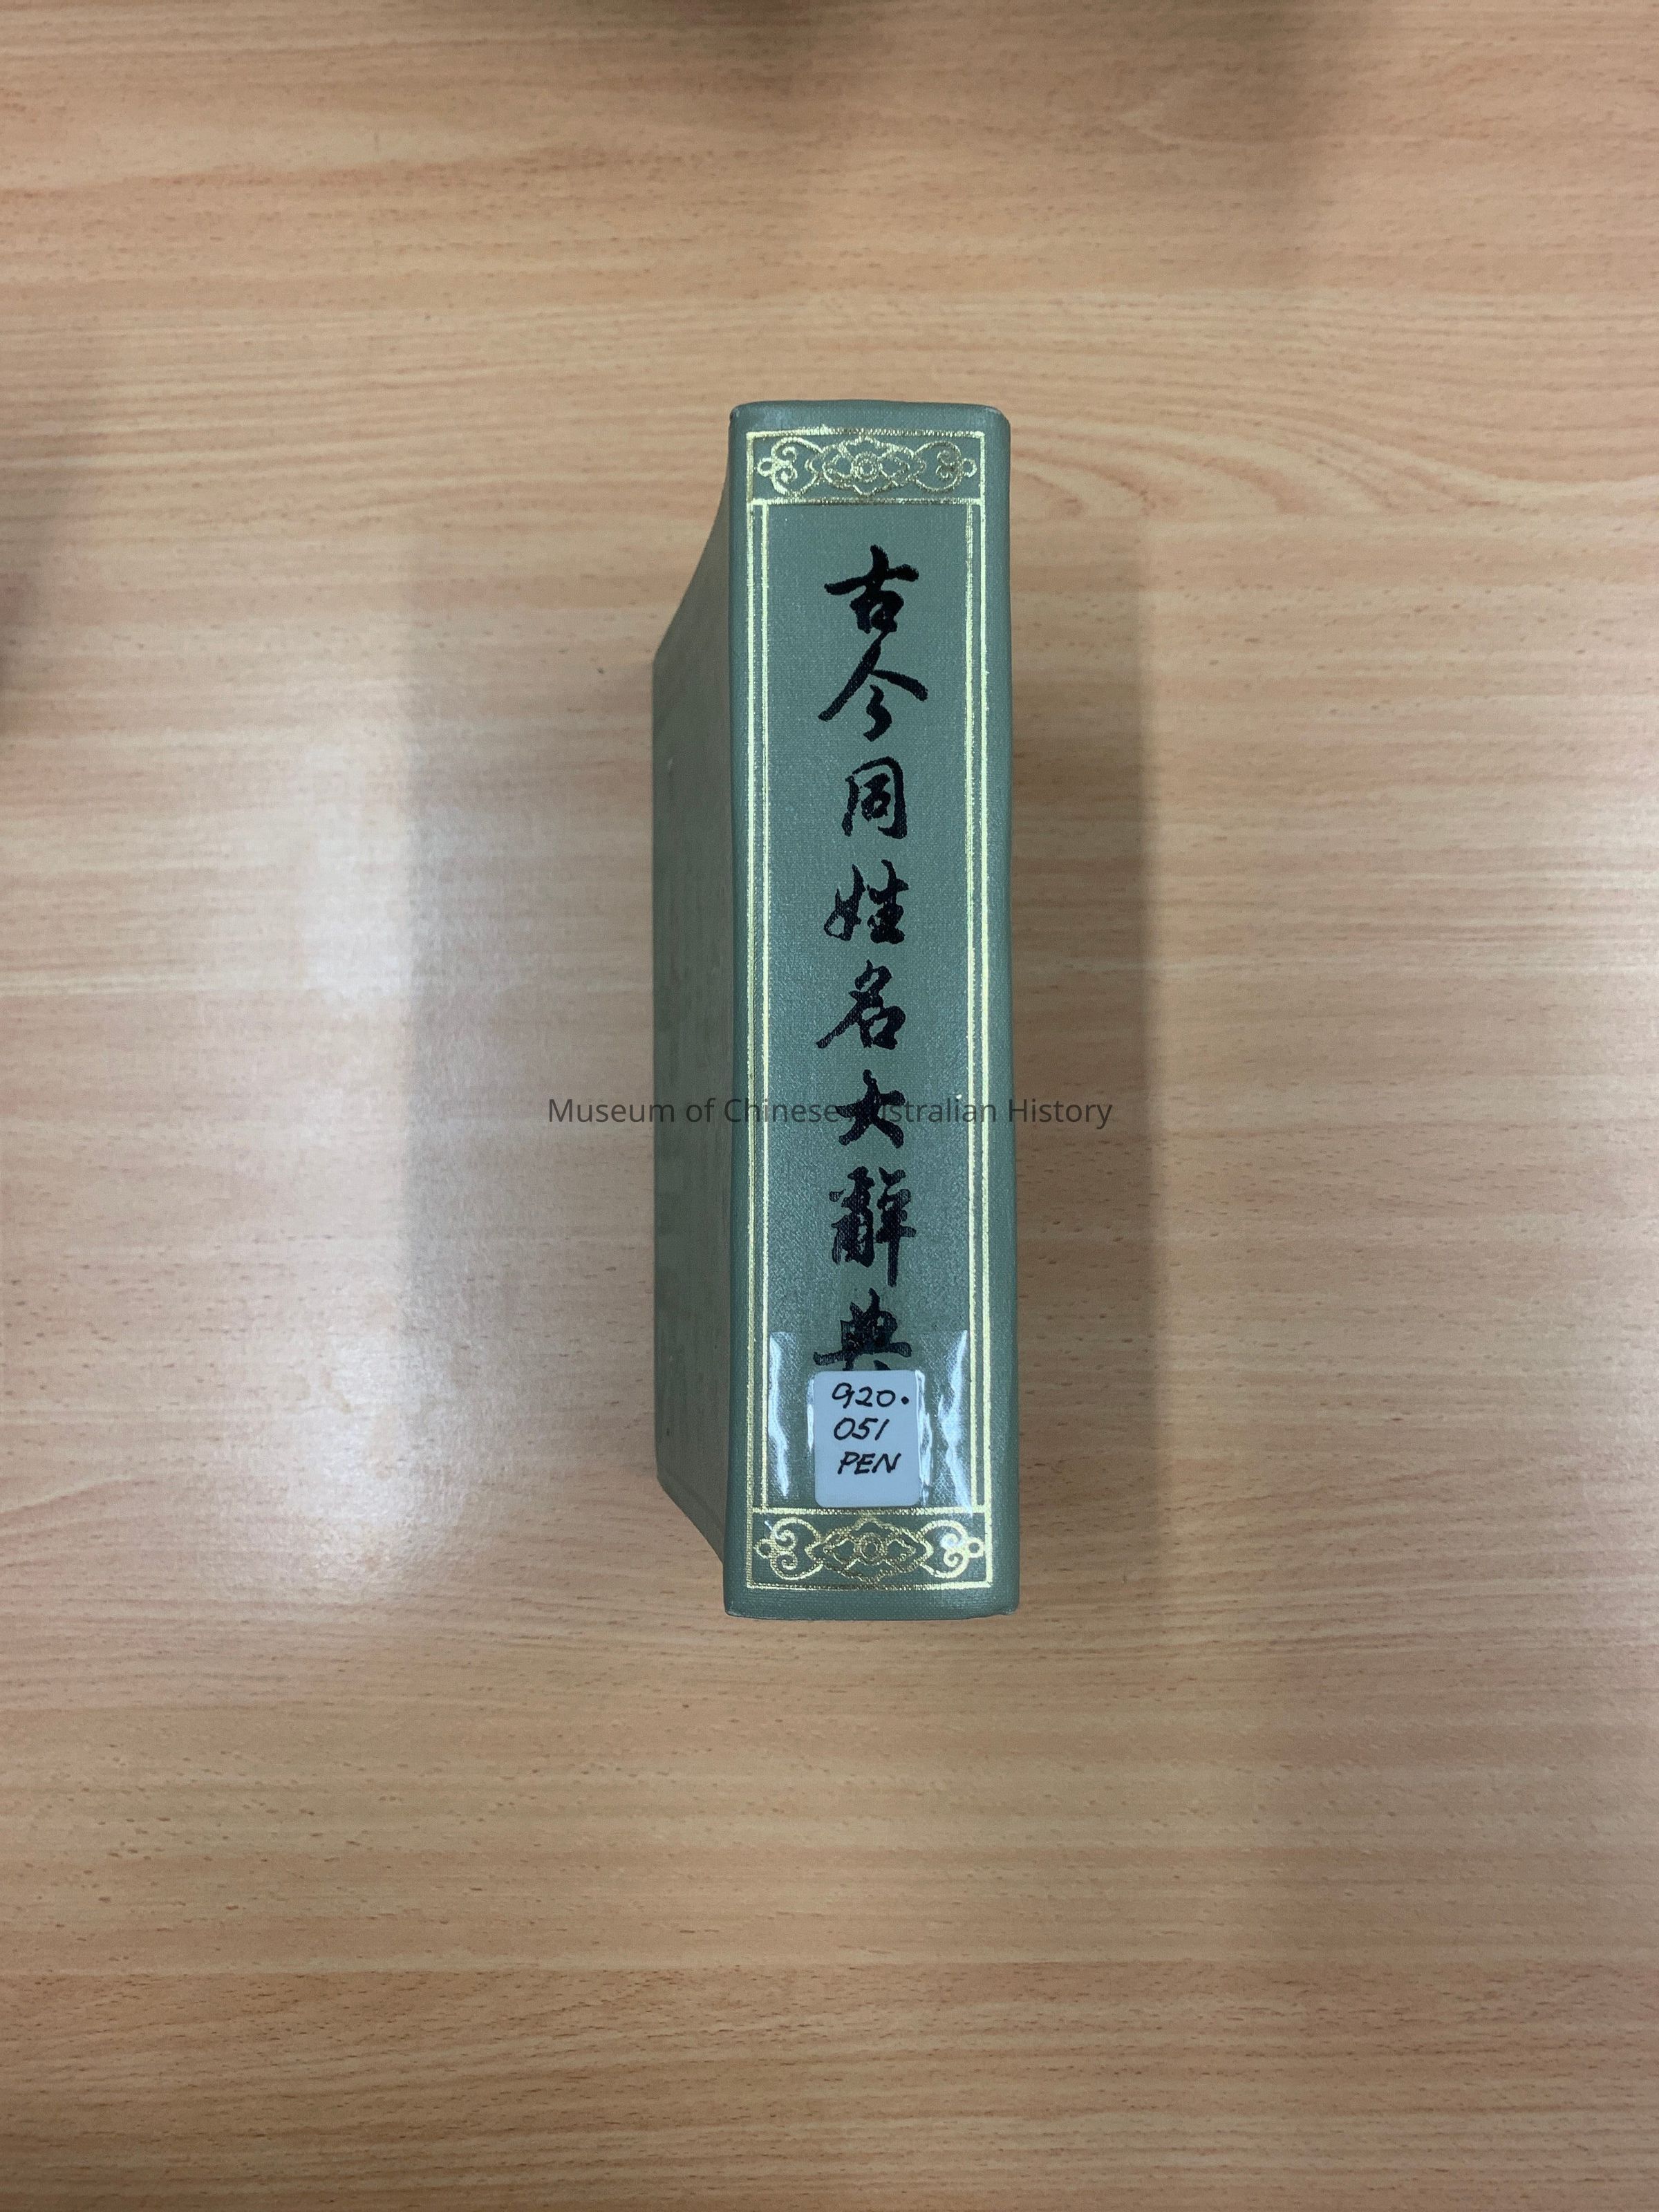 古今同姓名大辭典
920.
051
PEN
Museum of Chinese Australian History